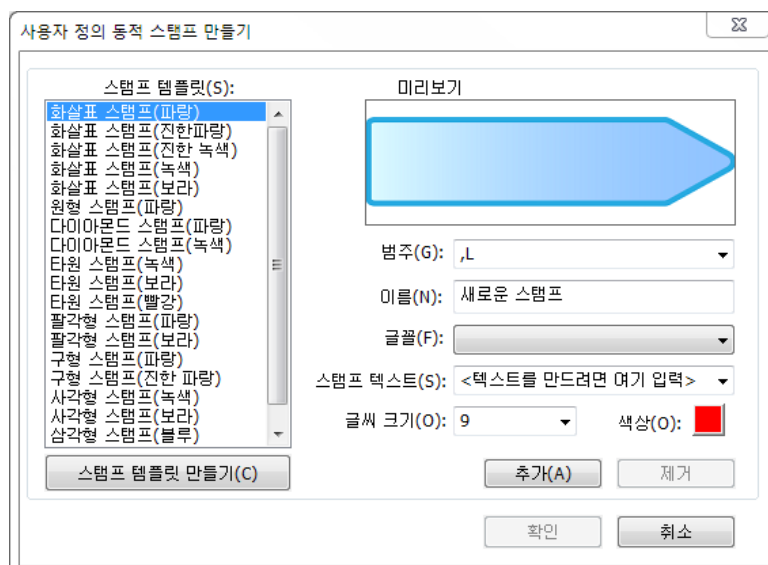 사용자 정의 동적 스탬프 만들기
스탬프 템플릿(S):
화살표 스탬프(파랑)
화살표 스탬프(진한파랑)
화살표 스탬프(진한 녹색)
화살표 스탬프(녹색)
화살표 스탬프(보라)
원형 스탬프(파랑)
다이아몬드 스탬프(파랑)
다이아몬드 스탬프(녹색)
타원 스탬프(녹색)
타원 스탬프(보라)
타원 스탬프(빨강)
팔각형 스탬프(파랑)
팔각형 스탬프(보라)
구형 스탬프(파랑)
구형 스탬프(진한 파랑)
사각형 스탬프(녹색)
사각형 스탬프(보라)
삼각형 스탬프(블루)
스탬프 템플릿 만들기(C)
미리보기
범주(G): ,L
이름(N): 새로운 스탬프
글꼴(F):
스탬프 텍스트(S): <텍스트를 만드려면 여기 입력>
글씨 크기(O): 9 색상(O):
추가(A) 제거
확인 취소